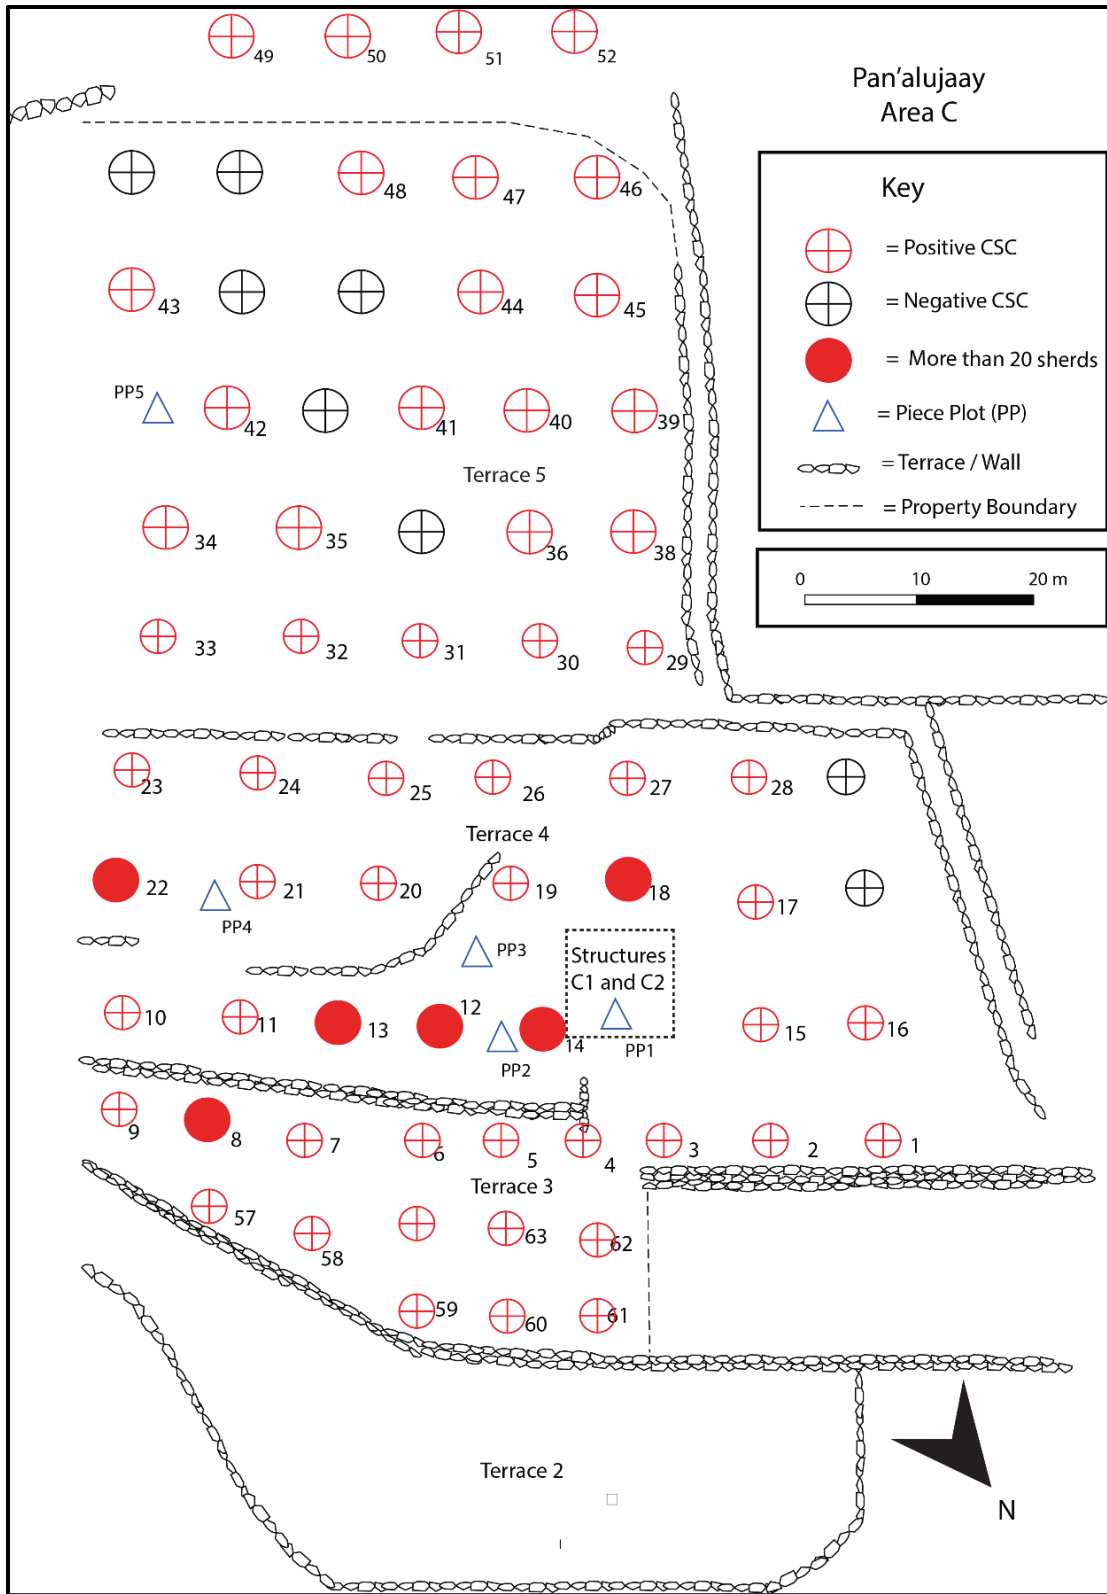 49 50 51 52
Pan'alujaay
Area C
Key
= Positive CSC
= Negative CSC
= More than 20 sherds
= Piece Plot (PP)
= Terrace / Wall
= Property Boundary
0 10 20 m
48 47 46
43 44 45
PP5
42 41 40 39
Terrace 5
34 35 36 38
33 32 31 30 29
23 24 25 26 27 28
Terrace 4
22 21 20 19 18 17
PP4
PP3
Structures
C1 and C2
10 11 13 12 14 15 16
PP2
PP1
9 8 7 6 5 4 3 2 1
Terrace 3
57 58 63 62
59 60 61
Terrace 2
N